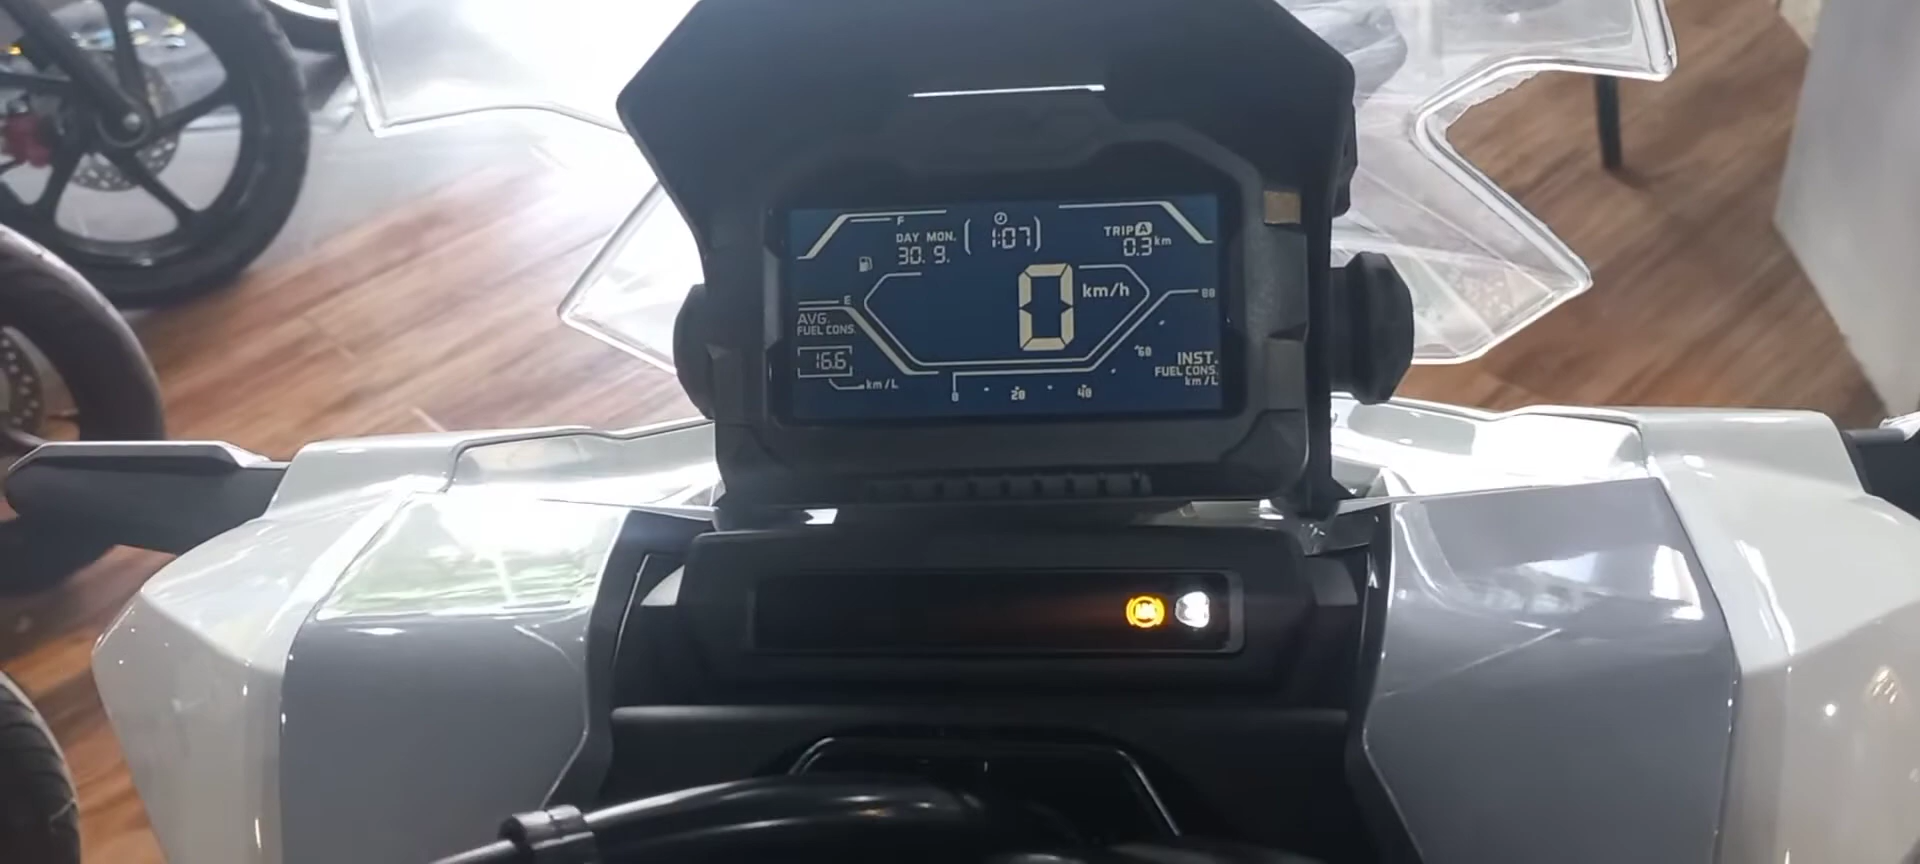 F
DAY MON.
30. 9.
1:07
TRIP A
0.3 km
0 km/h
E
AVG.
FUEL CONS.
16.6
km/L
0 20 40 60 80
INST.
FUEL CONS.
km/L